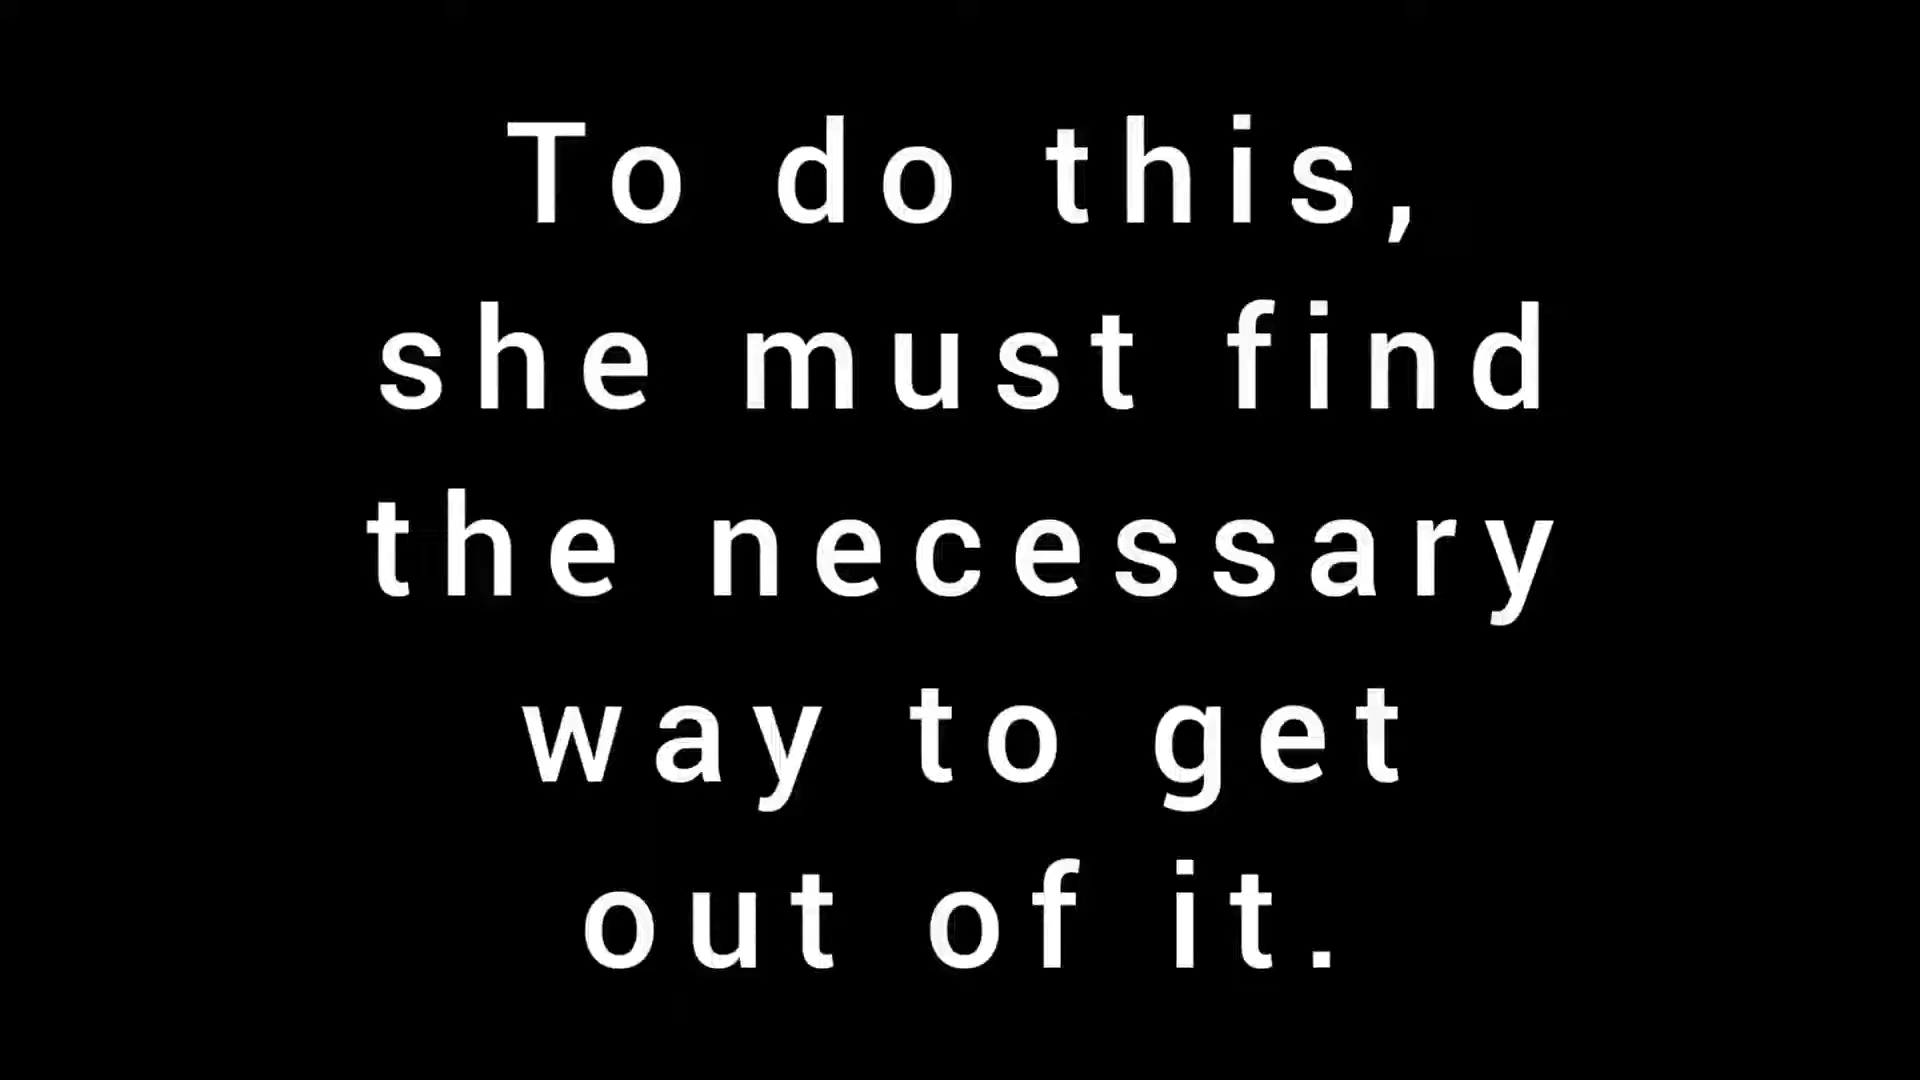 To do this,
she must find
the necessary
way to get
out of it.